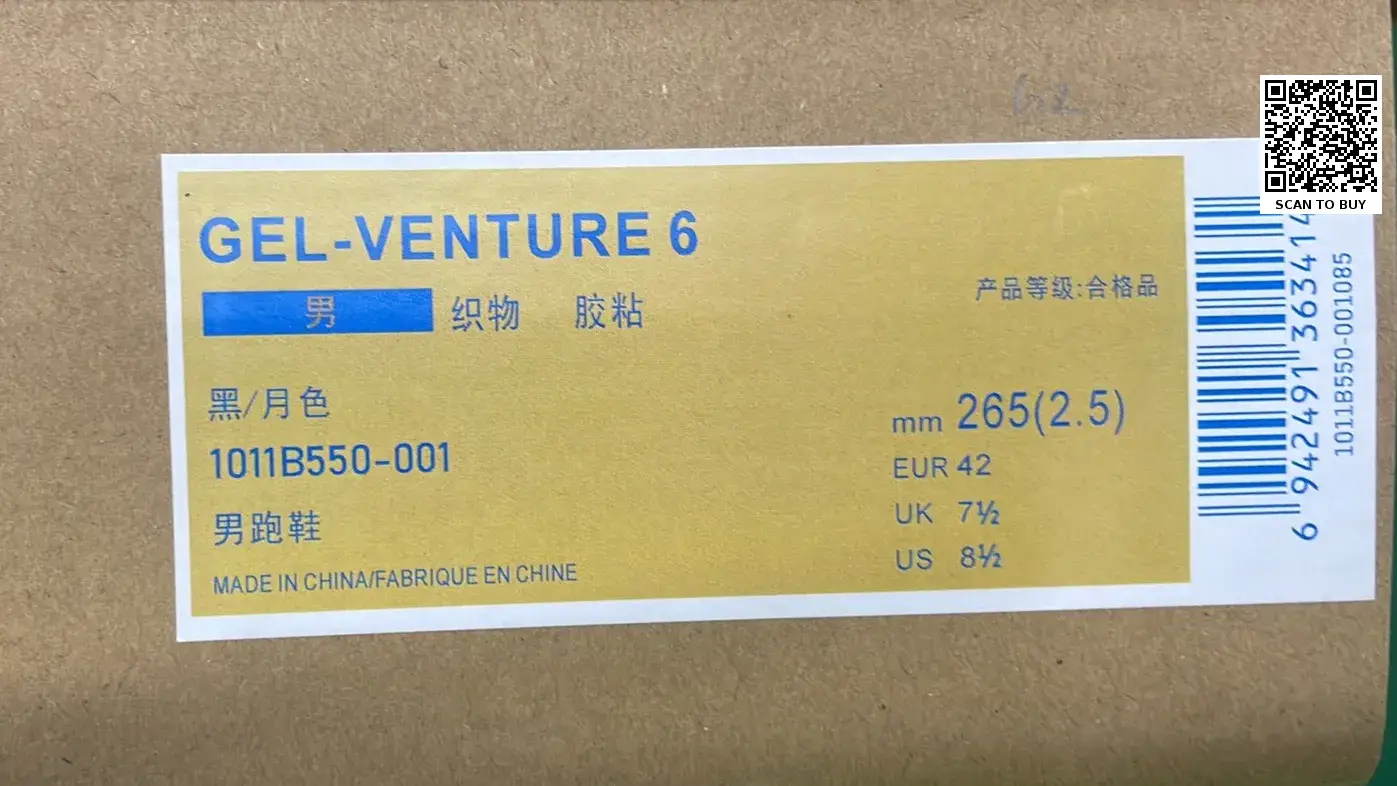 SCAN TO BUY
GEL-VENTURE 6
男 织物 胶粘
产品等级:合格品
黑/月色
1011B550-001
男跑鞋
MADE IN CHINA/FABRIQUE EN CHINE
mm 265(2.5)
EUR 42
UK 7½
US 8½
6 942491 363414
1011B550-001085